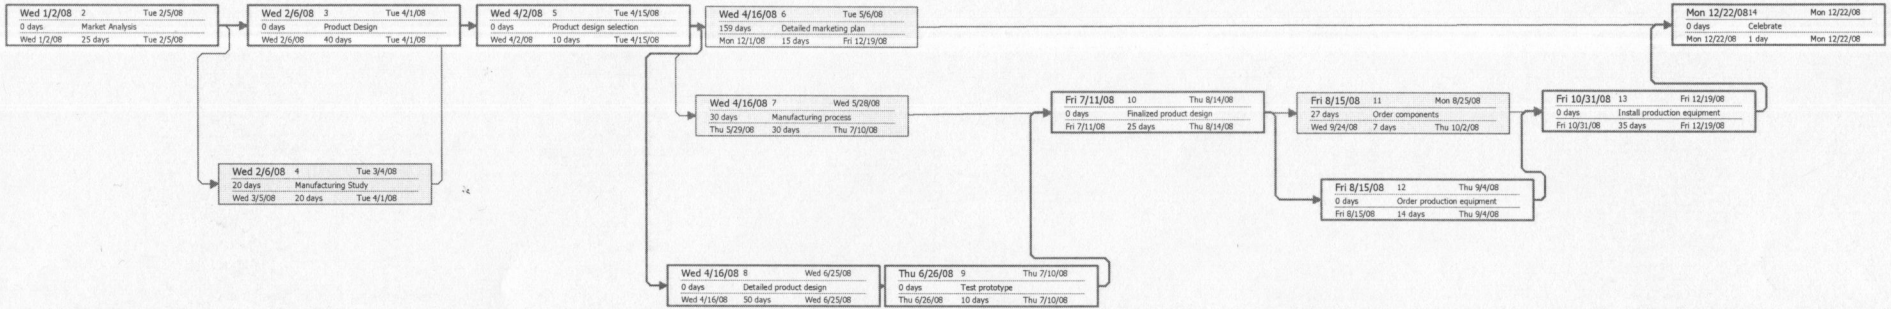 Wed 1/2/08 2 Tue 2/5/08
0 days Market Analysis
Wed 1/2/08 25 days Tue 2/5/08
Wed 2/6/08 3 Tue 4/1/08
0 days Product Design
Wed 2/6/08 40 days Tue 4/1/08
Wed 4/2/08 5 Tue 4/15/08
0 days Product design selection
Wed 4/2/08 10 days Tue 4/15/08
Wed 4/16/08 6 Tue 5/6/08
159 days Detailed marketing plan
Mon 12/1/08 15 days Fri 12/19/08
Mon 12/22/08 14 Mon 12/22/08
0 days Celebrate
Mon 12/22/08 1 day Mon 12/22/08
Wed 4/16/08 7 Wed 5/28/08
30 days Manufacturing process
Thu 5/29/08 30 days Thu 7/10/08
Fri 7/11/08 10 Thu 8/14/08
0 days Finalized product design
Fri 7/11/08 25 days Thu 8/14/08
Fri 8/15/08 11 Mon 8/25/08
27 days Order components
Wed 9/24/08 7 days Thu 10/2/08
Fri 10/31/08 13 Fri 12/19/08
0 days Install production equipment
Fri 10/31/08 35 days Fri 12/19/08
Wed 2/6/08 4 Tue 3/4/08
20 days Manufacturing Study
Wed 3/5/08 20 days Tue 4/1/08
Fri 8/15/08 12 Thu 9/4/08
0 days Order production equipment
Fri 8/15/08 14 days Thu 9/4/08
Wed 4/16/08 8 Wed 6/25/08
0 days Detailed product design
Wed 4/16/08 50 days Wed 6/25/08
Thu 6/26/08 9 Thu 7/10/08
0 days Test prototype
Thu 6/26/08 10 days Thu 7/10/08